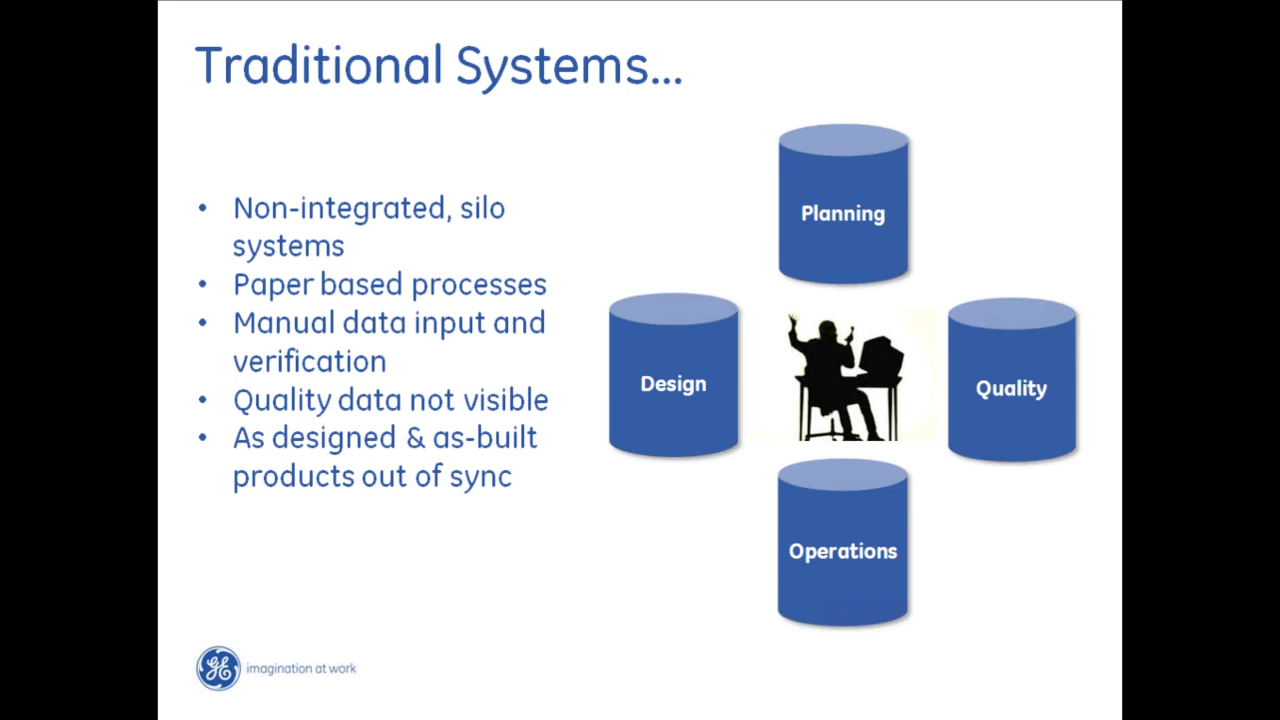 Traditional Systems...
• Non-integrated, silo
systems
• Paper based processes
• Manual data input and
verification
• Quality data not visible
• As designed & as-built
products out of sync
Planning
Design
Quality
Operations
GE imagination at work